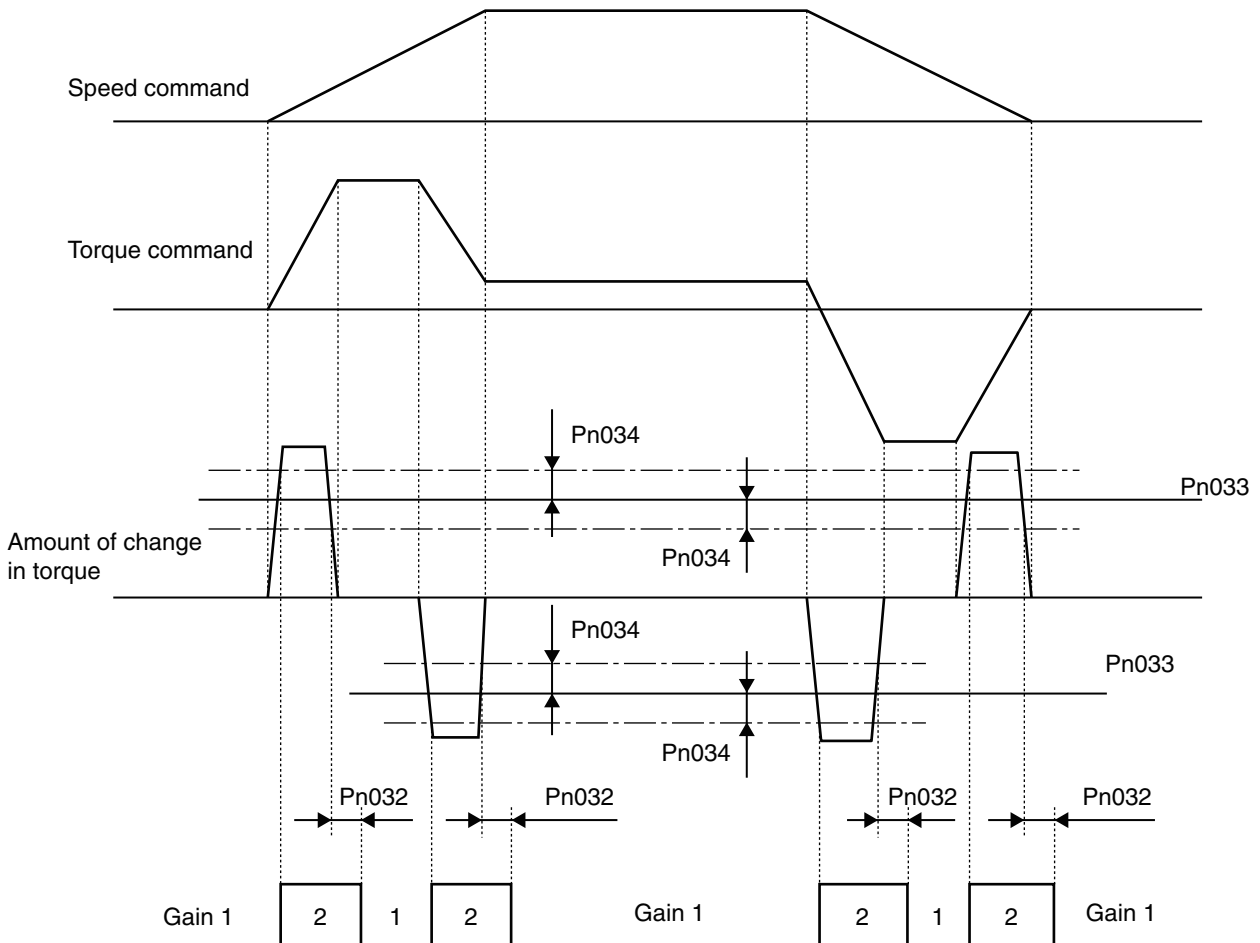 Speed command
Torque command
Pn034
Pn033
Amount of change
in torque
Pn034
Pn034
Pn033
Pn034
Pn032
Pn032
Pn032
Pn032
Gain 1
2
1
2
Gain 1
2
1
2
Gain 1